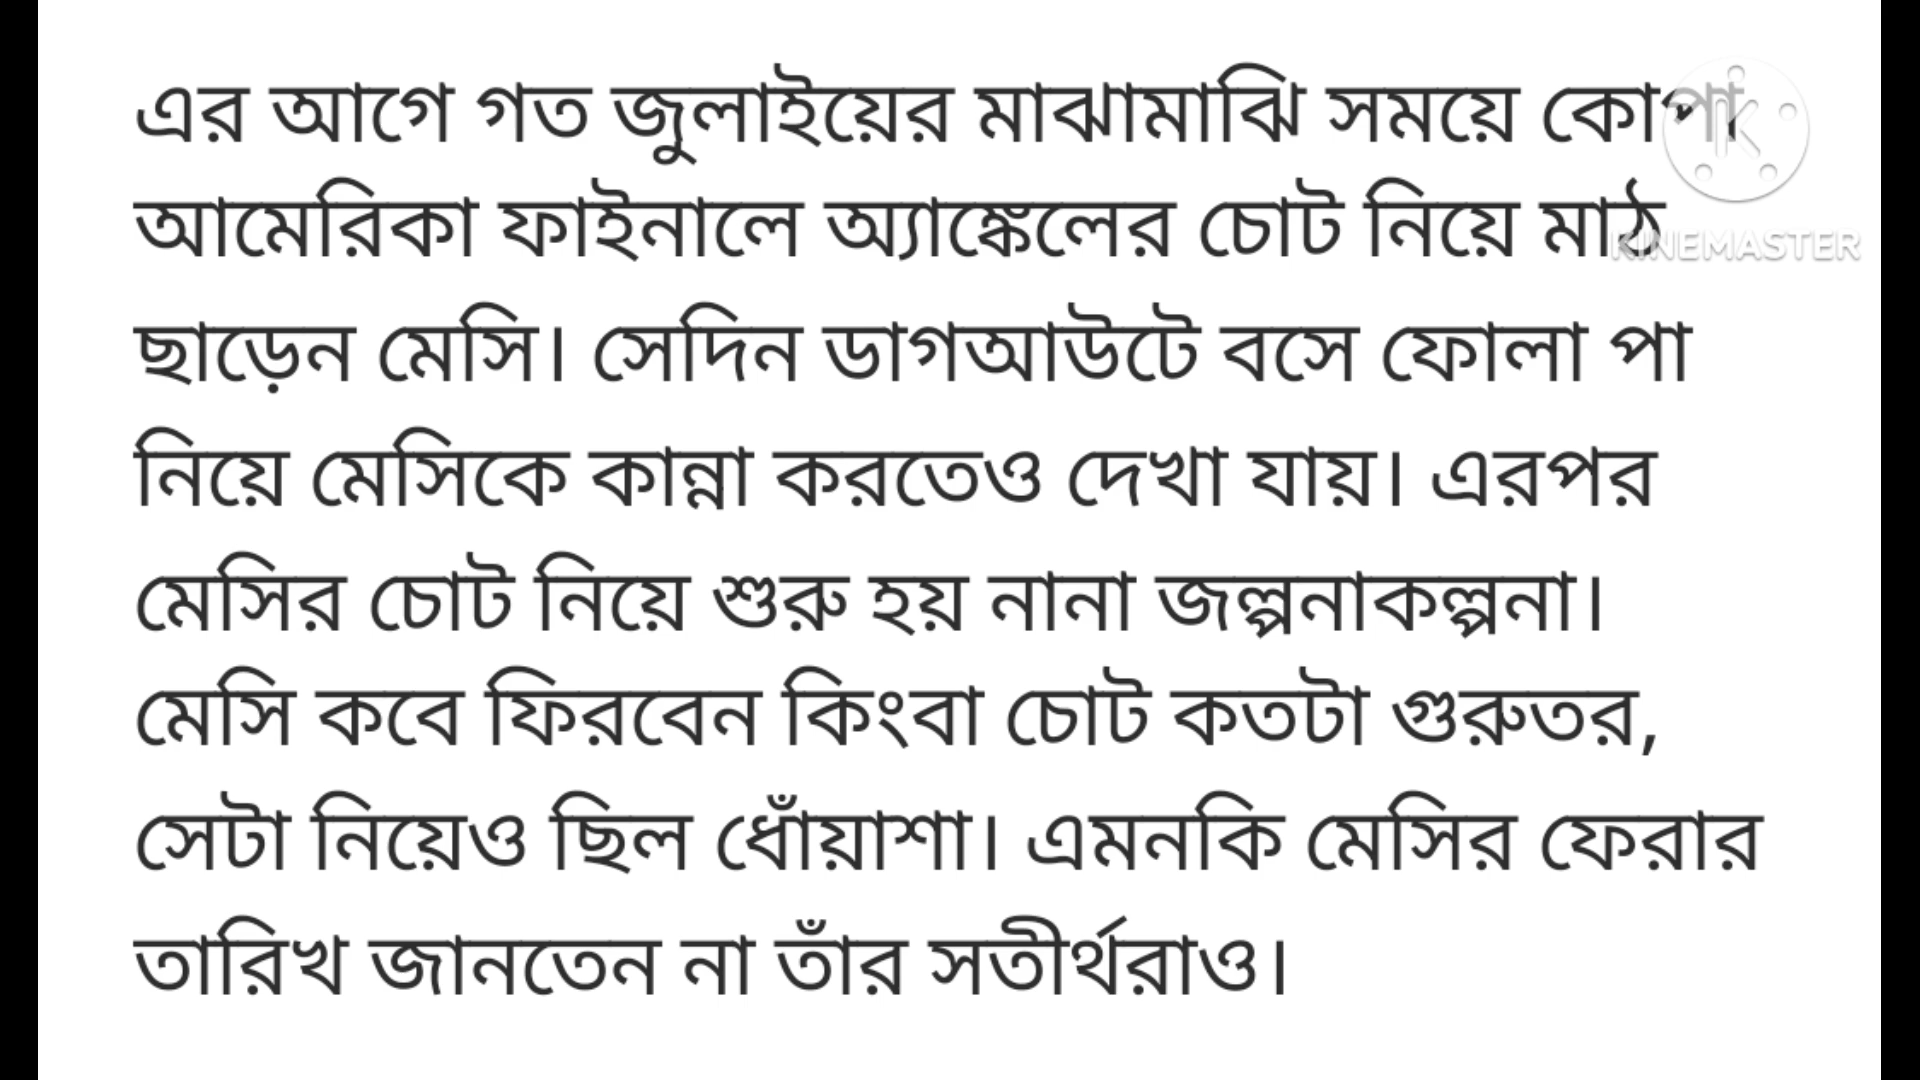 এর আগে গত জুলাইয়ের মাঝামাঝি সময়ে কোপা
আমেরিকা ফাইনালে অ্যাঙ্কেলের চোট নিয়ে মাঠ
KINEMASTER
ছাড়েন মেসি। সেদিন ডাগআউটে বসে ফোলা পা
নিয়ে মেসিকে কান্না করতেও দেখা যায়। এরপর
মেসির চোট নিয়ে শুরু হয় নানা জল্পনাকল্পনা।
মেসি কবে ফিরবেন কিংবা চোট কতটা গুরুতর,
সেটা নিয়েও ছিল ধোঁয়াশা। এমনকি মেসির ফেরার
তারিখ জানতেন না তাঁর সতীর্থরাও।